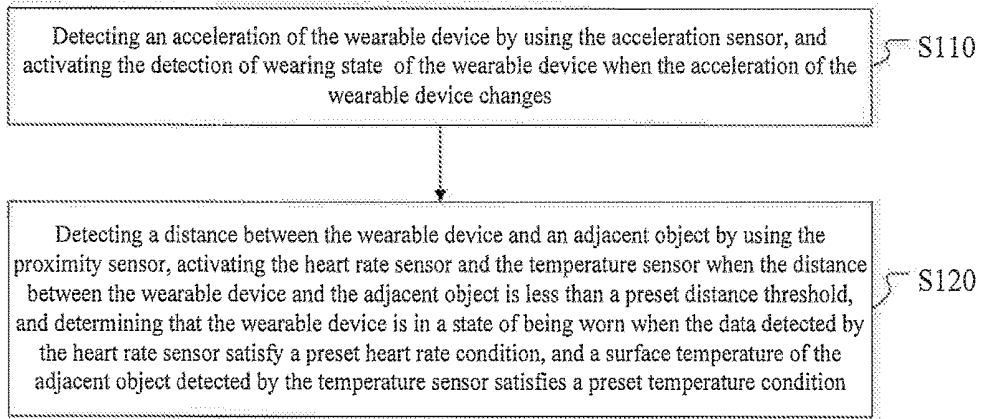 Detecting an acceleration of the wearable device by using the acceleration sensor, and
activating the detection of wearing state of the wearable device when the acceleration of the
wearable device changes
S110
Detecting a distance between the wearable device and an adjacent object by using the
proximity sensor, activating the heart rate sensor and the temperature sensor when the distance
between the wearable device and the adjacent object is less than a preset distance threshold,
and determining that the wearable device is in a state of being worn when the data detected by
the heart rate sensor satisfy a preset heart rate condition, and a surface temperature of the
adjacent object detected by the temperature sensor satisfies a preset temperature condition
S120